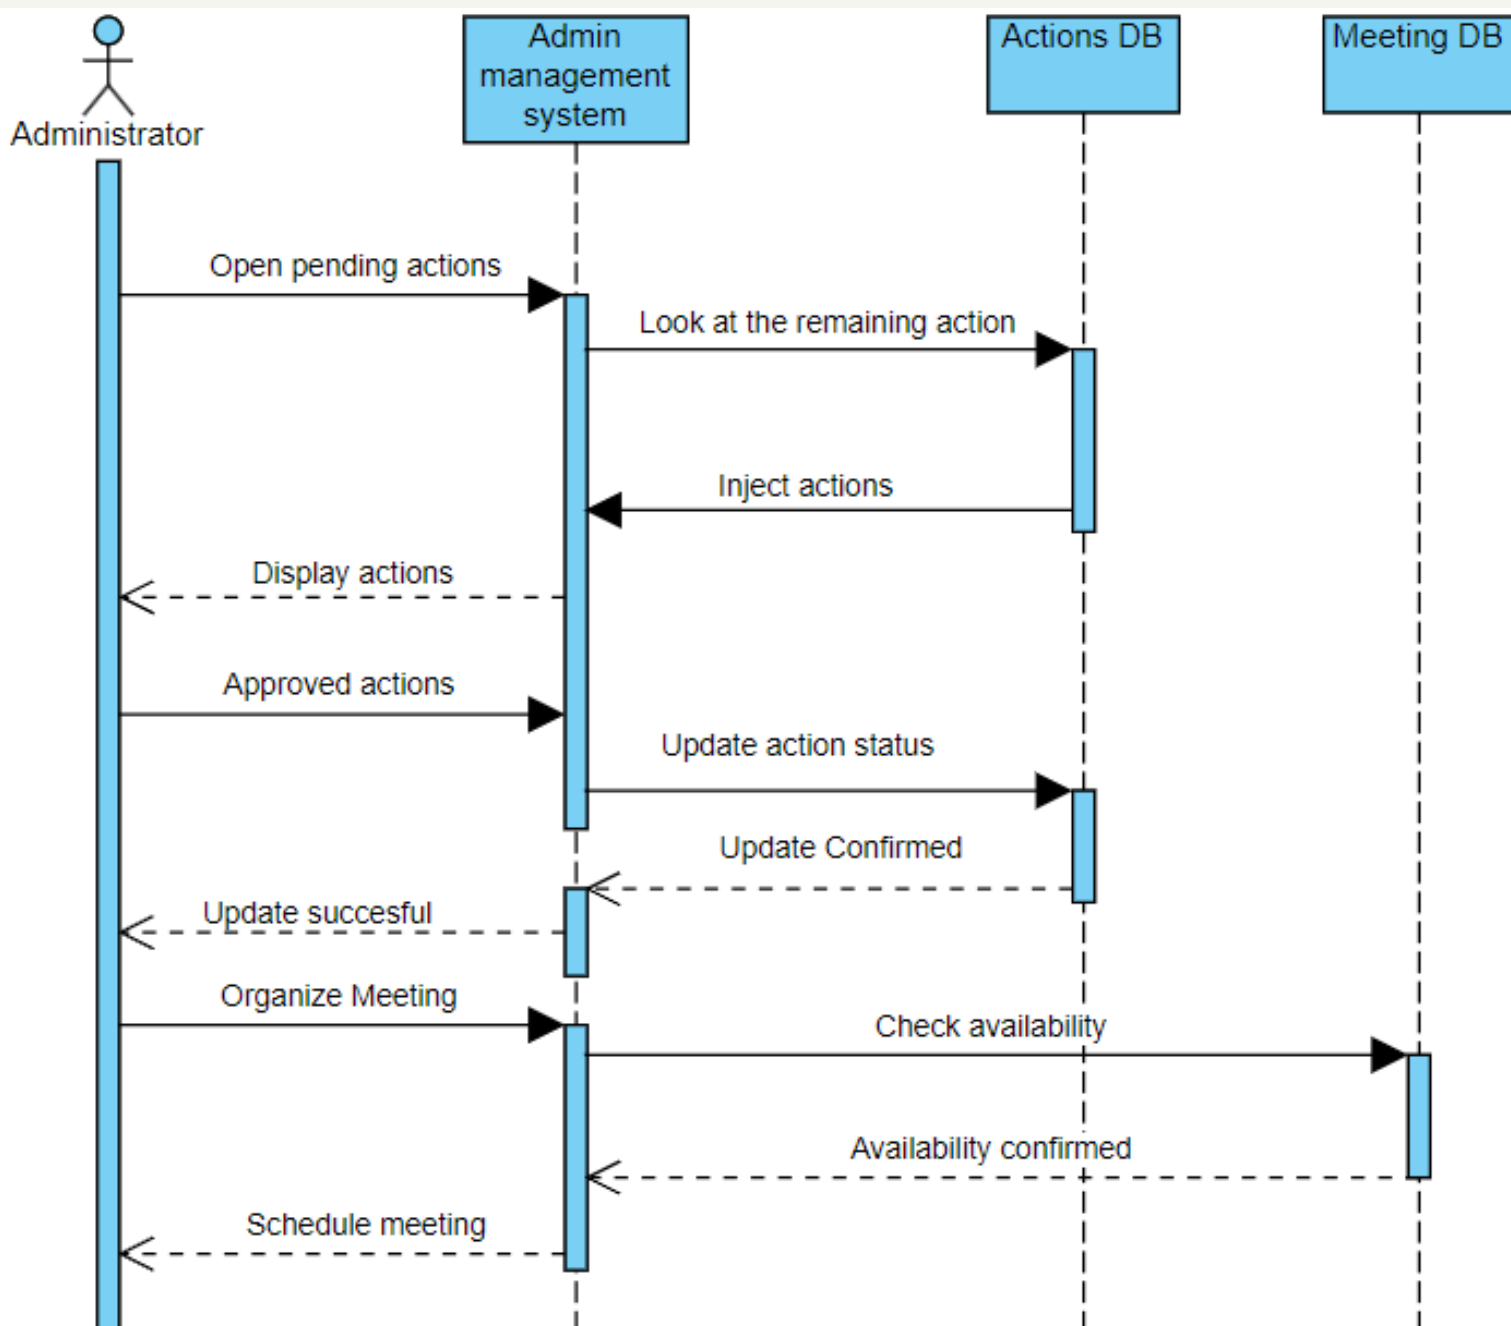 Administrator
Admin
management
system
Actions DB
Meeting DB
Open pending actions
Look at the remaining action
Inject actions
Display actions
Approved actions
Update action status
Update Confirmed
Update succesful
Organize Meeting
Check availability
Availability confirmed
Schedule meeting